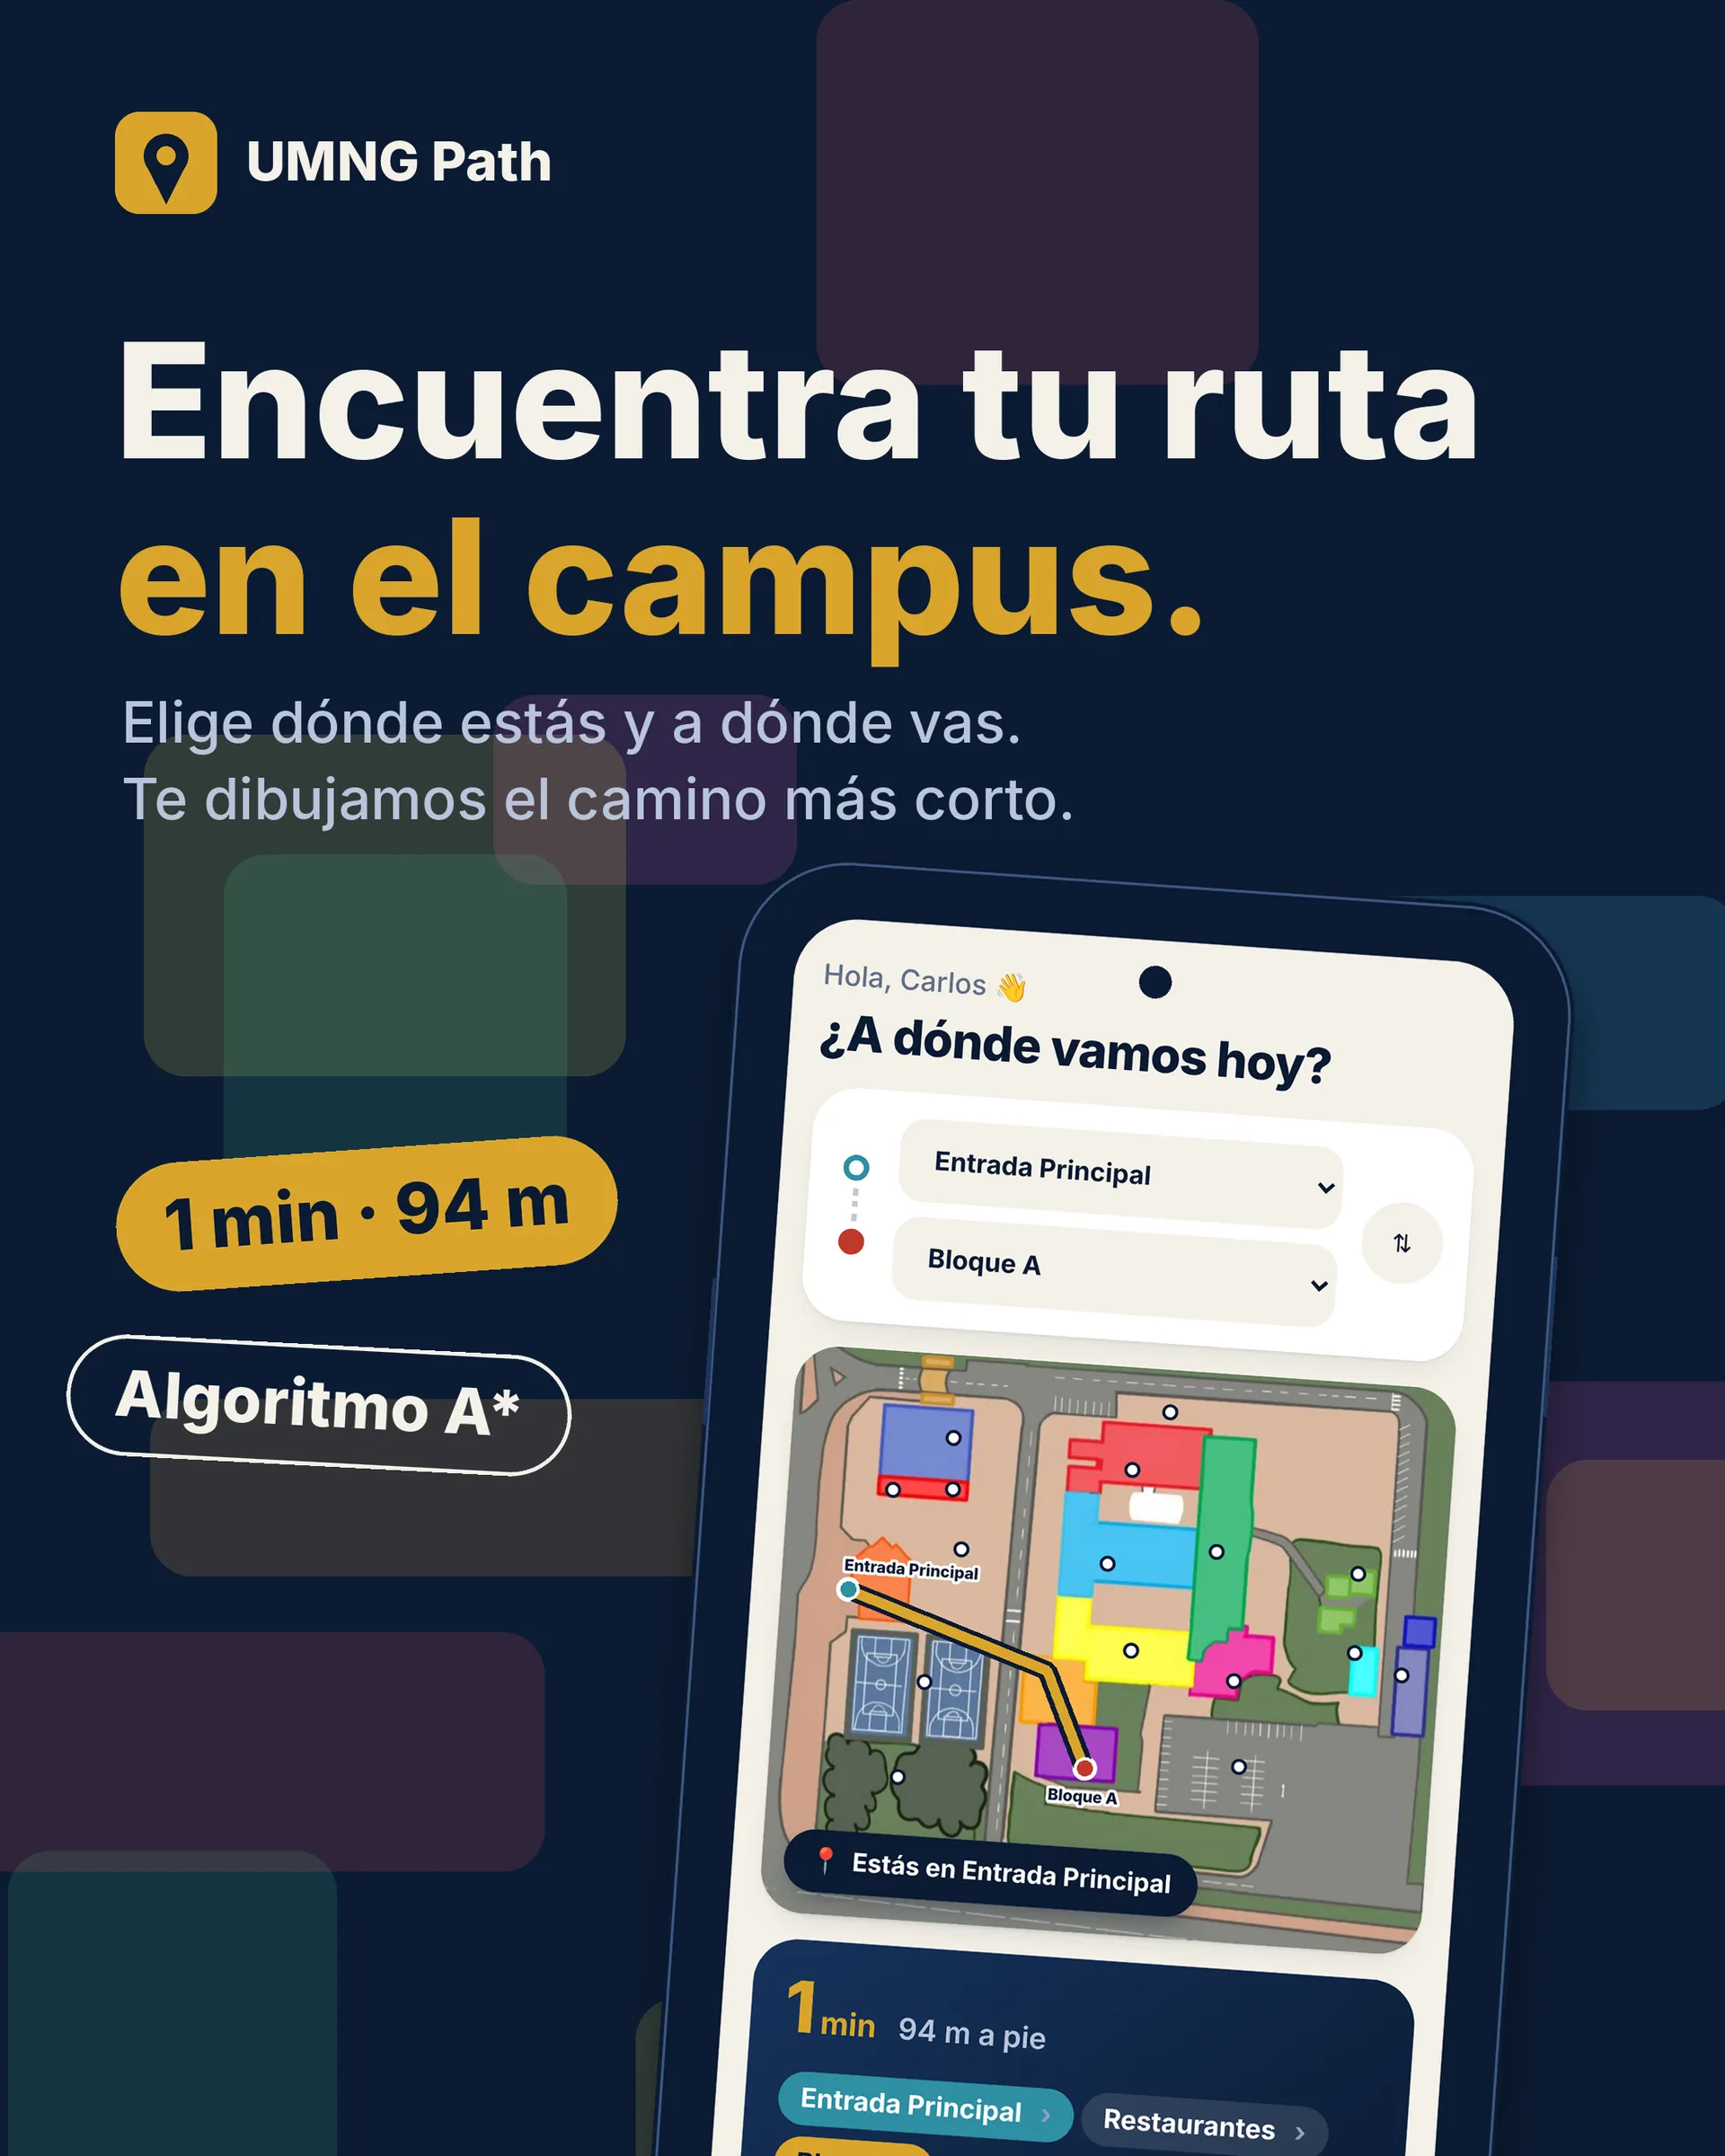 UMNG Path
Encuentra tu ruta
en el campus.
Elige dónde estás y a dónde vas.
Te dibujamos el camino más corto.
1 min · 94 m
Algoritmo A*
Hola, Carlos 👋
¿A dónde vamos hoy?
Entrada Principal
Bloque A
Entrada Principal
Bloque A
📍 Estás en Entrada Principal
1 min 94 m a pie
Entrada Principal ›
Restaurantes ›